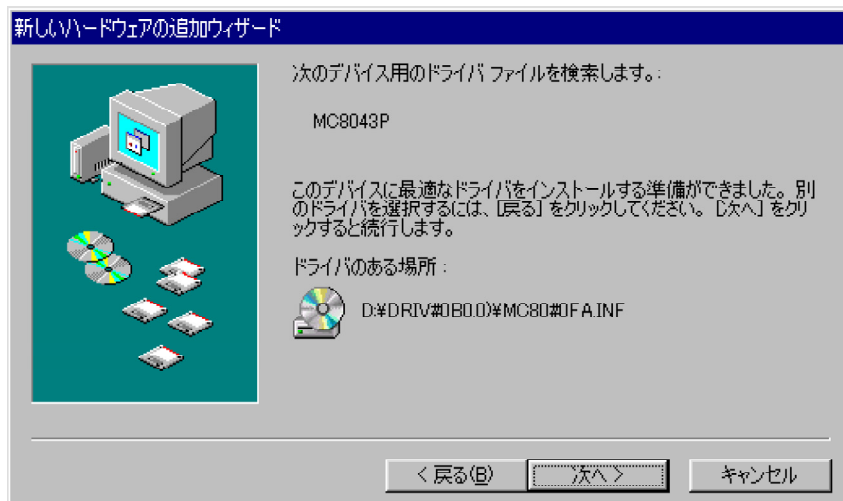 新しいハードウェアの追加ウィザード
次のデバイス用のドライバ ファイルを検索します。:
MC8043P
このデバイスに最適なドライバをインストールする準備ができました。別
のドライバを選択するには、[戻る] をクリックしてください。[次へ] をクリ
ックすると続行します。
ドライバのある場所 :
D:¥DRIV#0B0.0)¥MC80#0FA.INF
< 戻る(B)
次へ >
キャンセル